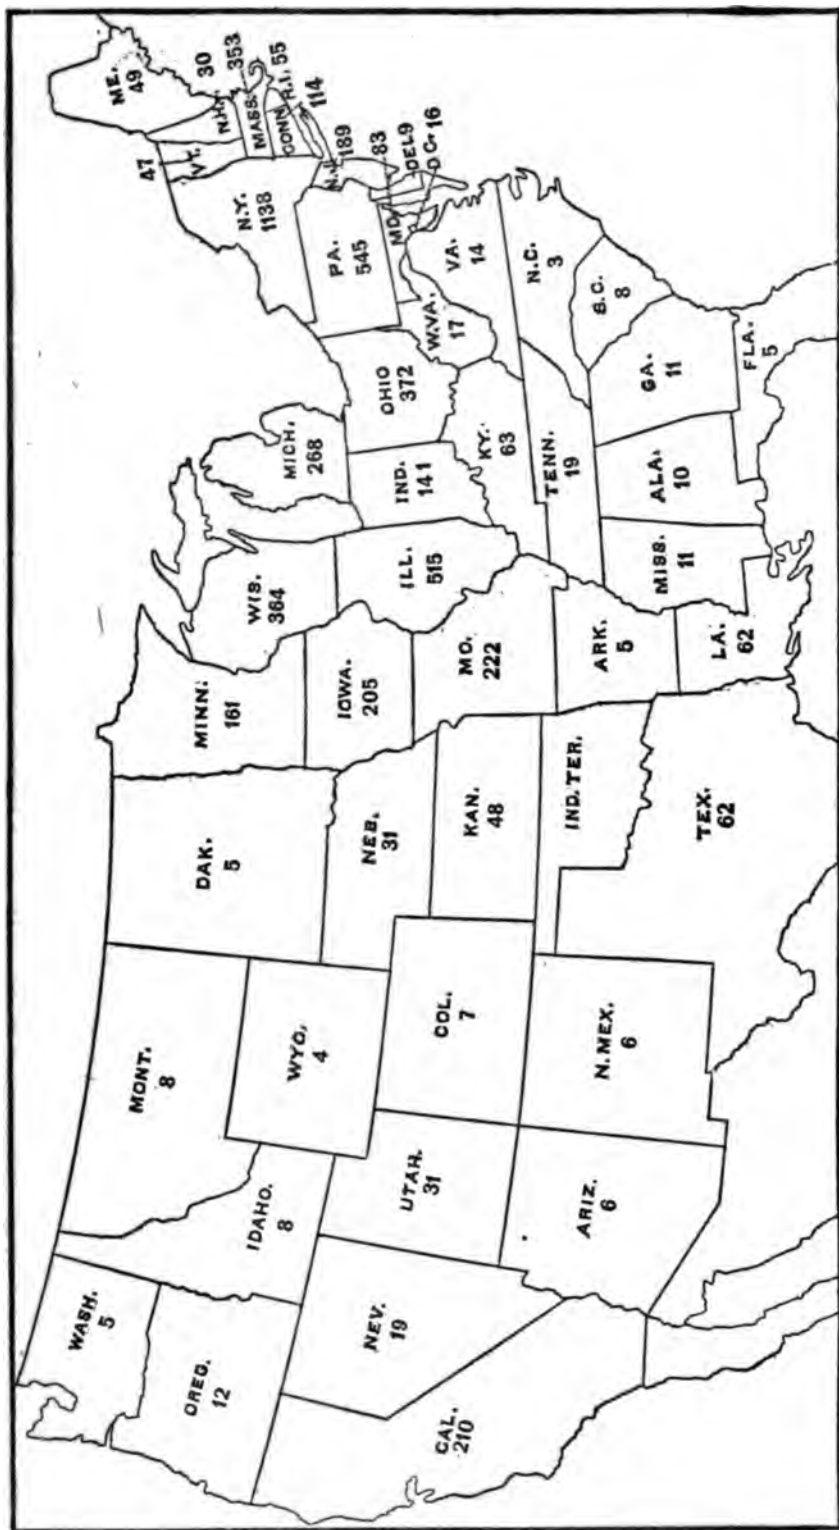 WASH.
5
OREG.
12
CAL.
210
NEV.
19
IDAHO.
8
MONT.
8
WYO.
4
UTAH.
31
ARIZ.
6
COL.
7
N.MEX.
6
DAK.
5
NEB.
31
KAN.
48
IND. TER.
TEX.
62
MINN.
161
IOWA.
205
MO.
222
ARK.
5
LA.
62
WIS.
364
ILL.
515
MICH.
268
IND.
141
OHIO
372
KY.
63
TENN.
19
MISS.
11
ALA.
10
GA.
11
FLA.
5
S.C.
8
N.C.
3
VA.
14
W.VA.
17
PA.
545
N.Y.
1138
VT.
47
N.H.
30
ME.
49
MASS.
353
CONN.
114
R.I. 55
N.J.
189
MD.
83
DEL 9
D.C. 16